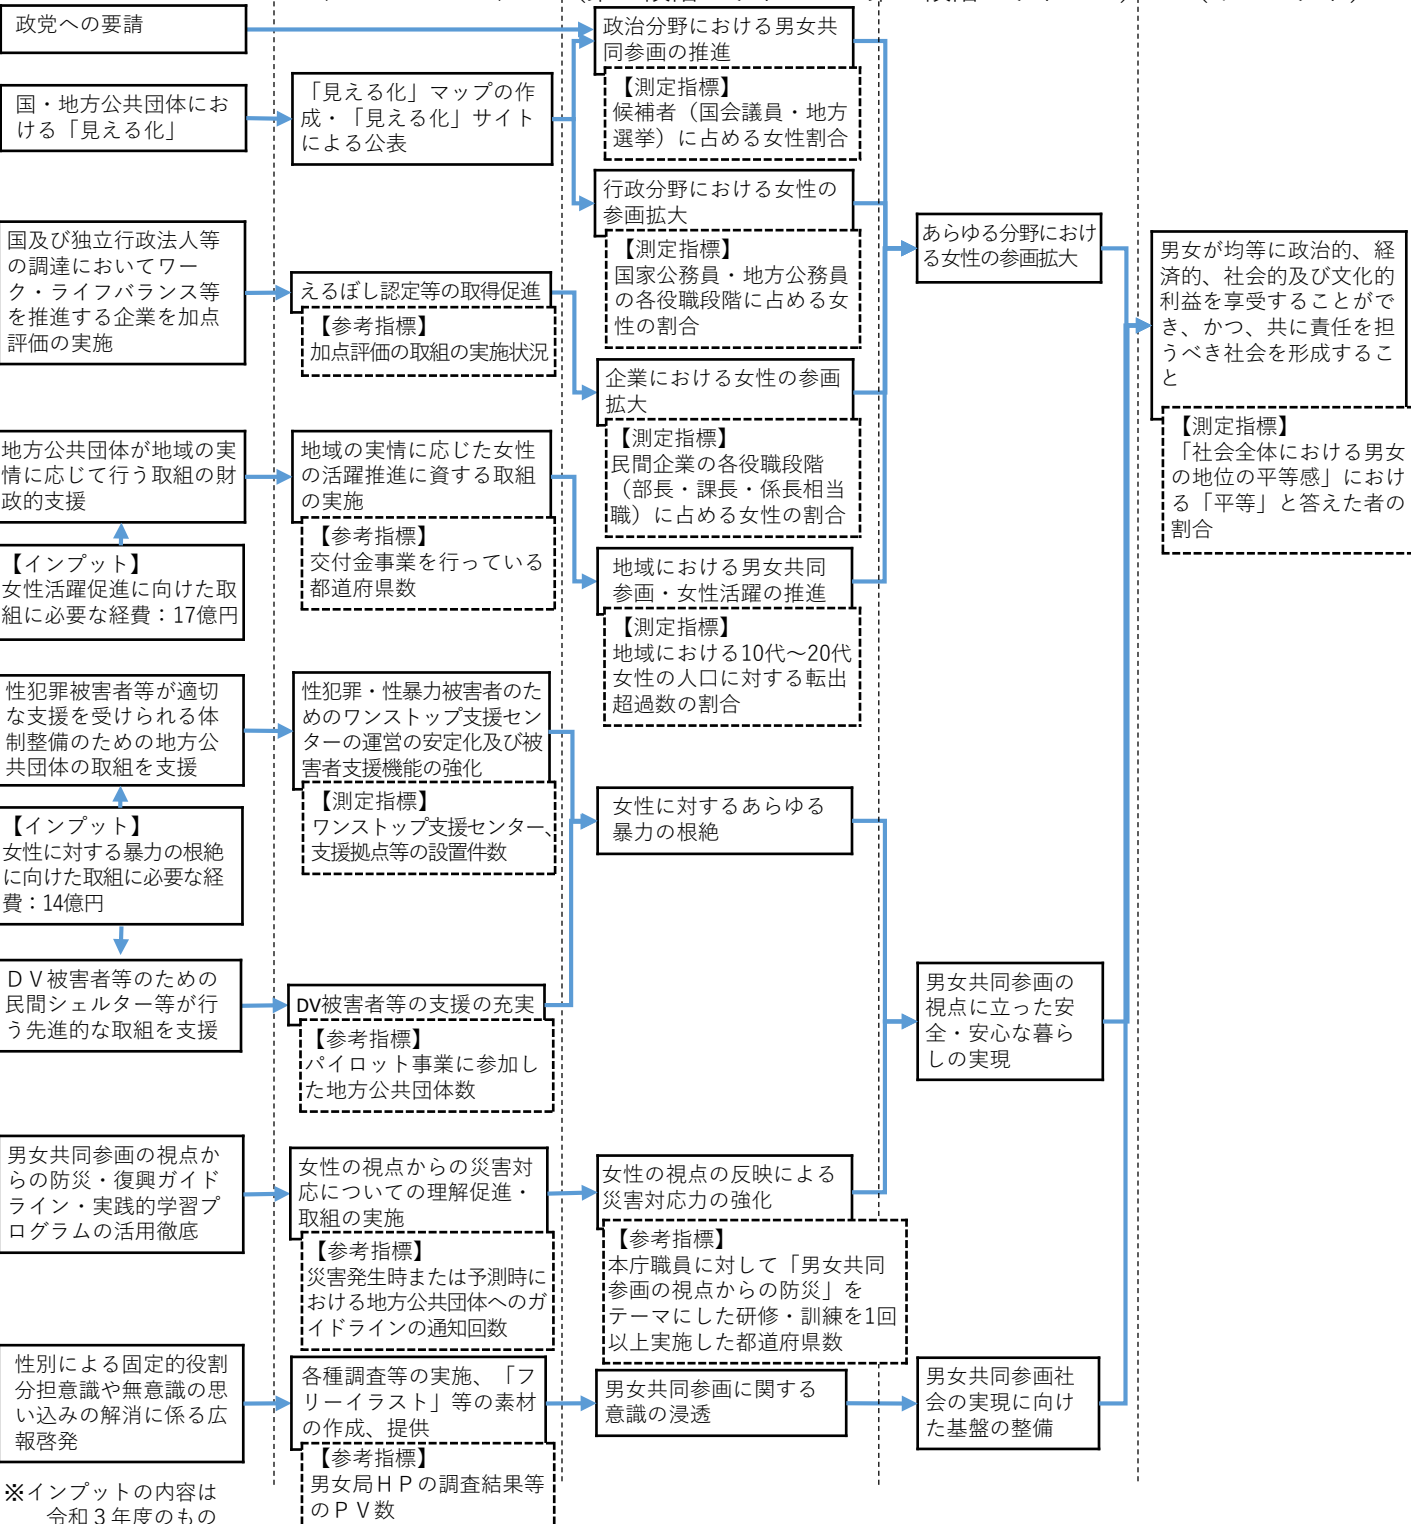 政党への要請
国・地方公共団体にお
ける「見える化」
国及び独立行政法人等
の調達においてワー
ク・ライフバランス等
を推進する企業を加点
評価の実施
地方公共団体が地域の実
情に応じて行う取組の財
政的支援
【インプット】
女性活躍促進に向けた取
組に必要な経費：17億円
性犯罪被害者等が適切
な支援を受けられる体
制整備のための地方公
共団体の取組を支援
【インプット】
女性に対する暴力の根絶
に向けた取組に必要な経
費：14億円
ＤＶ被害者等のための
民間シェルター等が行
う先進的な取組を支援
男女共同参画の視点か
らの防災・復興ガイド
ライン・実践的学習プ
ログラムの活用徹底
性別による固定的役割
分担意識や無意識の思
い込みの解消に係る広
報啓発
※インプットの内容は
令和３年度のもの
「見える化」マップの作
成・「見える化」サイト
による公表
えるぼし認定等の取得促進
【参考指標】
加点評価の取組の実施状況
地域の実情に応じた女性
の活躍推進に資する取組
の実施
【参考指標】
交付金事業を行っている
都道府県数
性犯罪・性暴力被害者のた
めのワンストップ支援セン
ターの運営の安定化及び被
害者支援機能の強化
【測定指標】
ワンストップ支援センター、
支援拠点等の設置件数
DV被害者等の支援の充実
【参考指標】
パイロット事業に参加し
た地方公共団体数
女性の視点からの災害対
応についての理解促進・
取組の実施
【参考指標】
災害発生時または予測時に
おける地方公共団体へのガ
イドラインの通知回数
各種調査等の実施、「フ
リーイラスト」等の素材
の作成、提供
【参考指標】
男女局ＨＰの調査結果等
のＰＶ数
政治分野における男女共
同参画の推進
【測定指標】
候補者（国会議員・地方
選挙）に占める女性割合
行政分野における女性の
参画拡大
【測定指標】
国家公務員・地方公務員
の各役職段階に占める女
性の割合
企業における女性の参画
拡大
【測定指標】
民間企業の各役職段階
（部長・課長・係長相当
職）に占める女性の割合
地域における男女共同
参画・女性活躍の推進
【測定指標】
地域における10代～20代
女性の人口に対する転出
超過数の割合
女性に対するあらゆる
暴力の根絶
女性の視点の反映による
災害対応力の強化
【参考指標】
本庁職員に対して「男女共同
参画の視点からの防災」を
テーマにした研修・訓練を1回
以上実施した都道府県数
男女共同参画に関する
意識の浸透
あらゆる分野におけ
る女性の参画拡大
男女共同参画の
視点に立った安
全・安心な暮ら
しの実現
男女共同参画社
会の実現に向け
た基盤の整備
男女が均等に政治的、経
済的、社会的及び文化的
利益を享受することがで
き、かつ、共に責任を担
うべき社会を形成するこ
と
【測定指標】
「社会全体における男女
の地位の平等感」におけ
る「平等」と答えた者の
割合